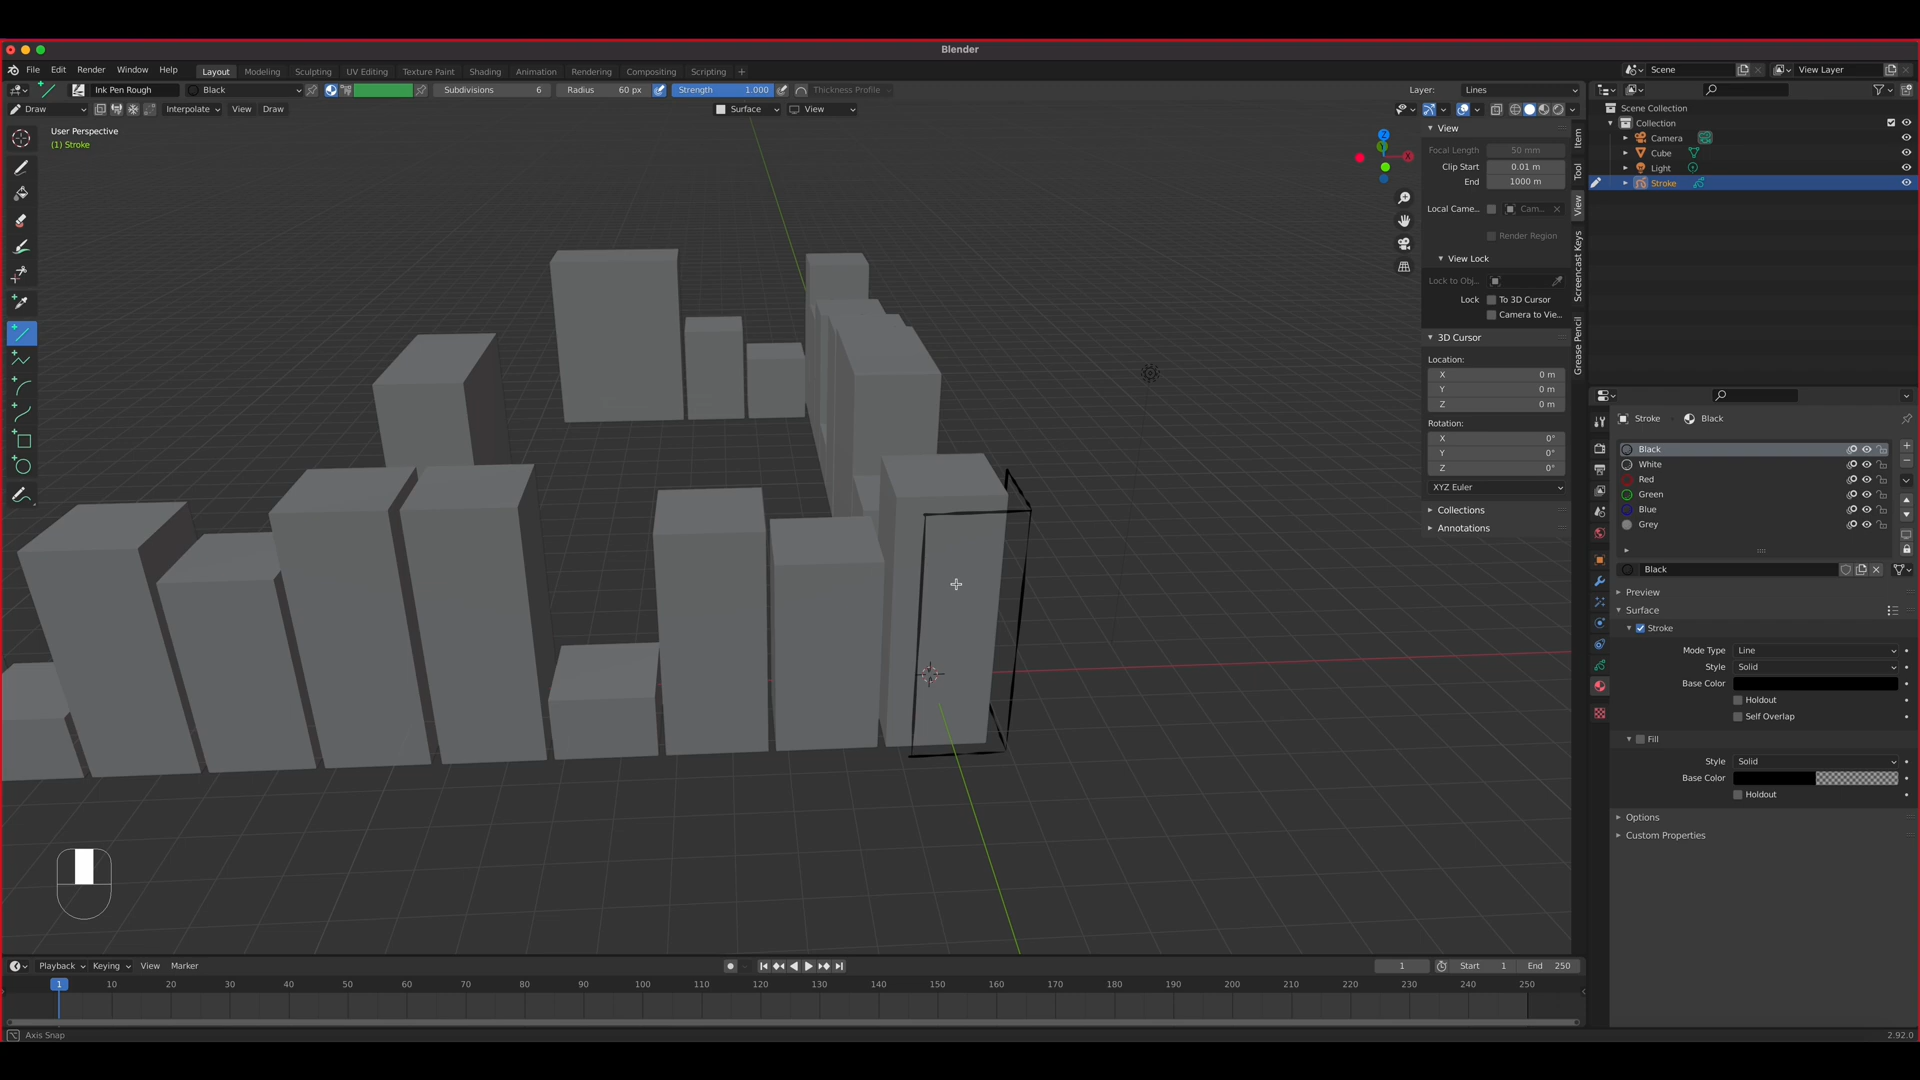 Blender
File Edit Render Window Help Layout Modeling Sculpting UV Editing Texture Paint Shading Animation Rendering Compositing Scripting + Scene View Layer
Ink Pen Rough Black Subdivisions 6 Radius 60 px Strength 1.000 Thickness Profile Layer: Lines
Draw Interpolate View Draw Surface View
User Perspective
(1) Stroke
Z
X
Y
View
Focal Length 50 mm
Clip Start 0.01 m
End 1000 m
Local Came... Cam...
Render Region
View Lock
Lock to Obj...
Lock To 3D Cursor
Camera to Vie...
3D Cursor
Location:
X 0 m
Y 0 m
Z 0 m
Rotation:
X 0°
Y 0°
Z 0°
XYZ Euler
Collections
Annotations
Item
Tool
View
Screencast Keys
Grease Pencil
Scene Collection
Collection
Camera
Cube
Light
Stroke
Stroke Black
Black
White
Red
Green
Blue
Grey
Black
Preview
Surface
Stroke
Mode Type Line
Style Solid
Base Color
Holdout
Self Overlap
Fill
Style Solid
Base Color
Holdout
Options
Custom Properties
Playback Keying View Marker 1 Start 1 End 250
1 10 20 30 40 50 60 70 80 90 100 110 120 130 140 150 160 170 180 190 200 210 220 230 240 250
Axis Snap 2.92.0